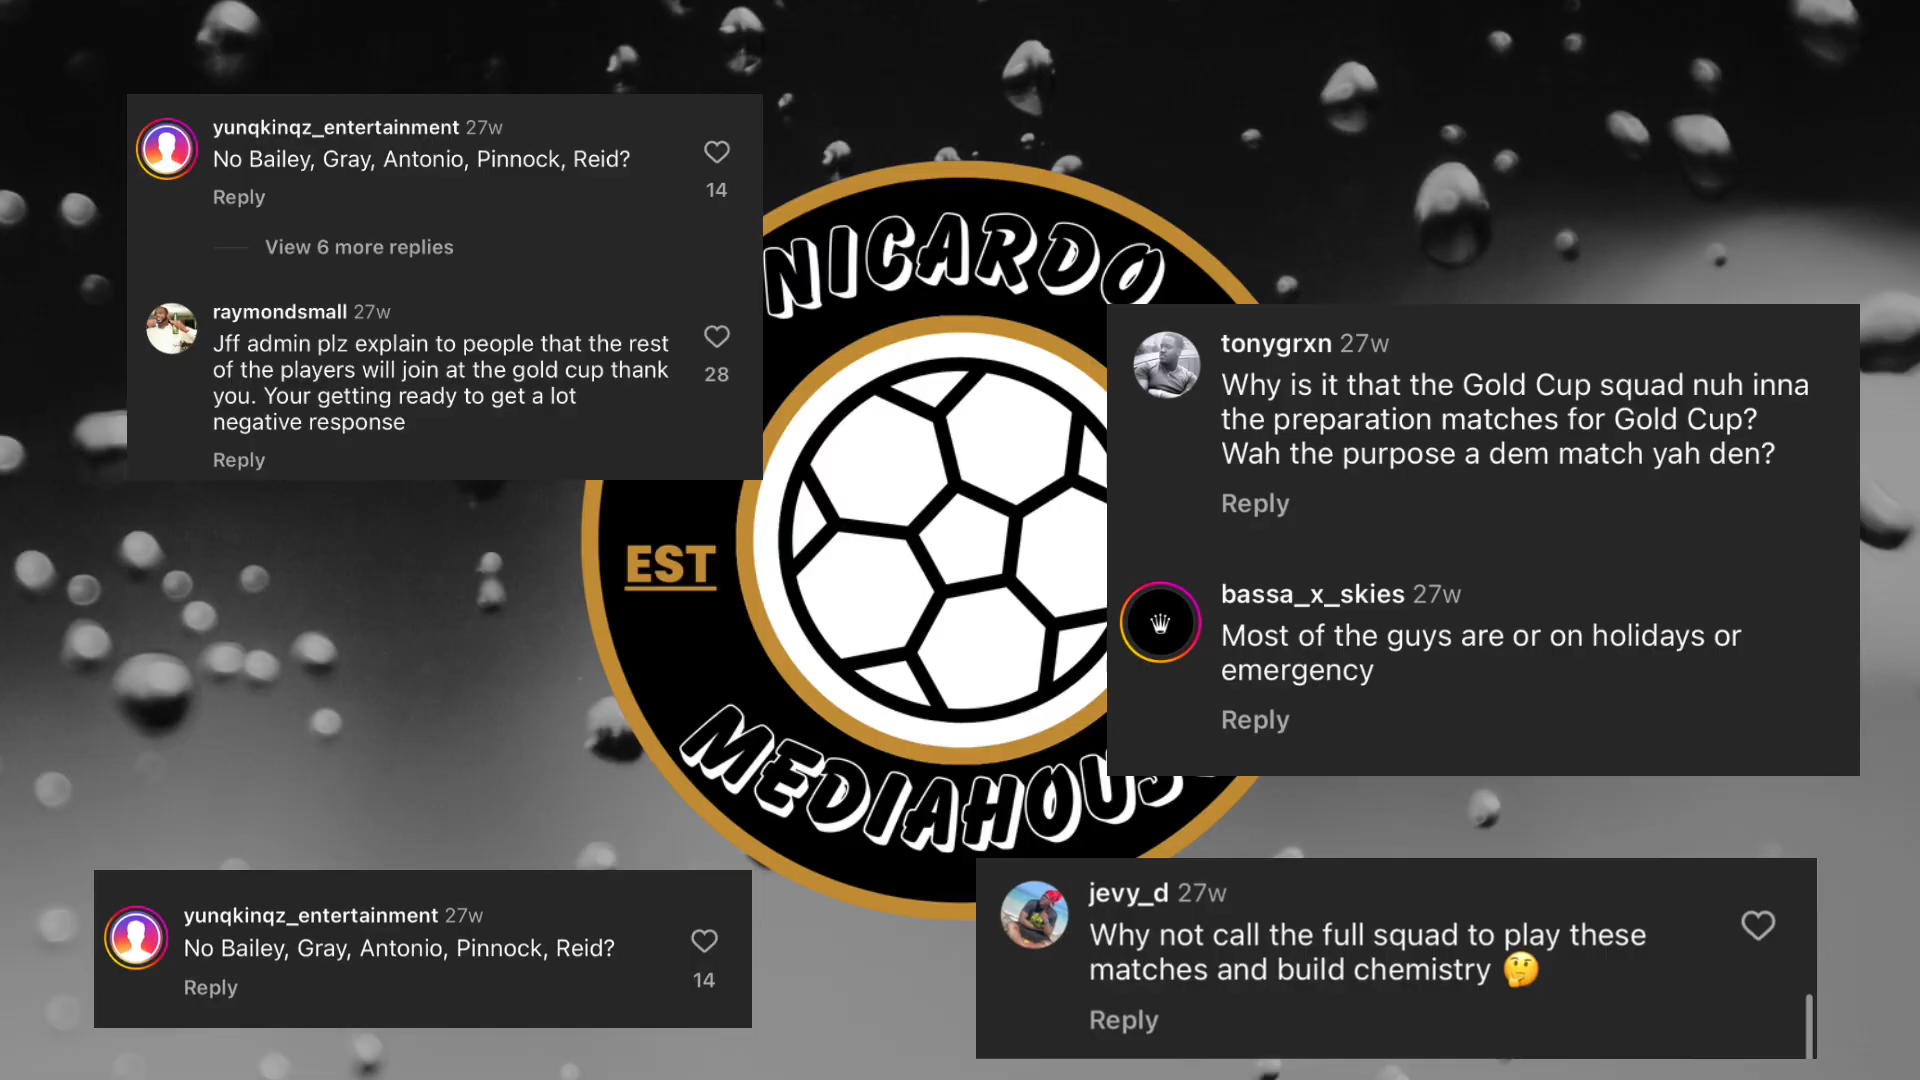 yunqkinqz_entertainment 27w
No Bailey, Gray, Antonio, Pinnock, Reid?
14
Reply
View 6 more replies
raymondsmall 27w
Jff admin plz explain to people that the rest
of the players will join at the gold cup thank
you. Your getting ready to get a lot
negative response
28
Reply
NICARDO
EST
MEDIAHOUS
tonygrxn 27w
Why is it that the Gold Cup squad nuh inna
the preparation matches for Gold Cup?
Wah the purpose a dem match yah den?
Reply
bassa_x_skies 27w
Most of the guys are or on holidays or
emergency
Reply
yunqkinqz_entertainment 27w
No Bailey, Gray, Antonio, Pinnock, Reid?
14
Reply
jevy_d 27w
Why not call the full squad to play these
matches and build chemistry 🤔
Reply